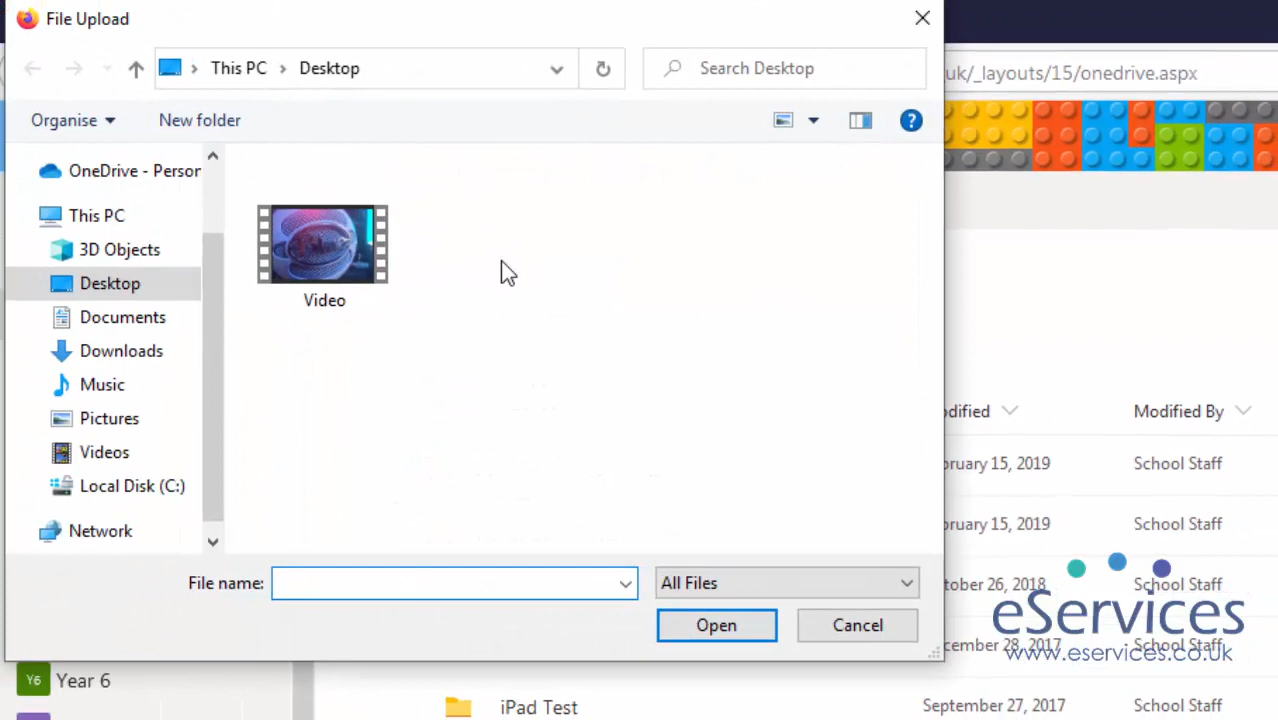 File Upload
This PC Desktop
Search Desktop
uk/_layouts/15/onedrive.aspx
Organise
New folder
?
OneDrive - Person
This PC
3D Objects
Desktop
Documents
Downloads
Music
Pictures
Videos
Local Disk (C:)
Network
Video
File name:
All Files
Open
Cancel
odified
Modified By
bruary 15, 2019
School Staff
bruary 15, 2019
School Staff
tober 26, 2018
School Staff
cember 28, 2017
School Staff
Y6
Year 6
iPad Test
September 27, 2017
School Staff
eServices
www.eservices.co.uk